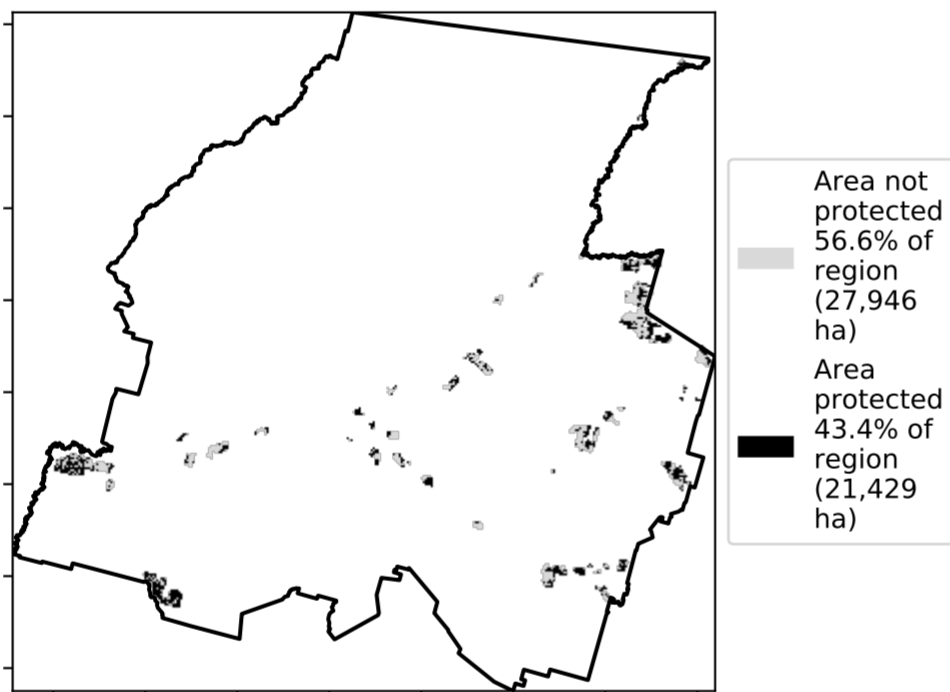 Area not
protected
56.6% of
region
(27,946
ha)
Area
protected
43.4% of
region
(21,429
ha)